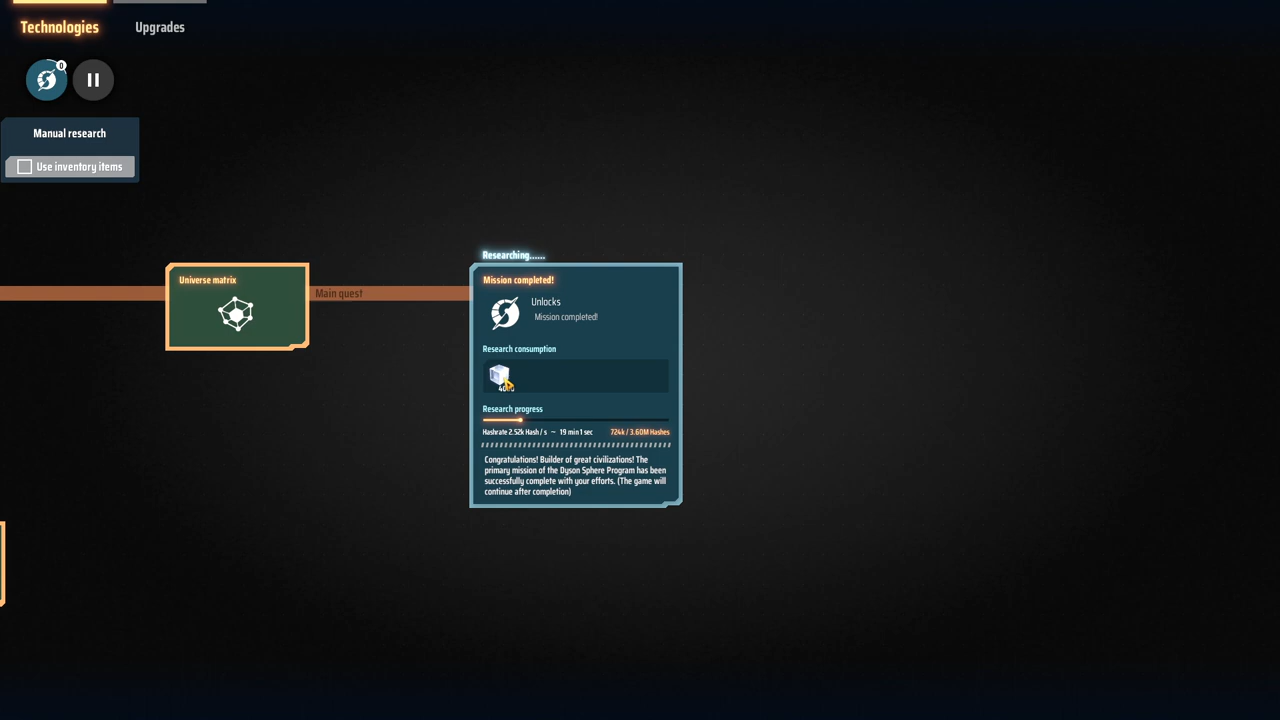 Technologies
Upgrades
0
Manual research
Use inventory items
Researching......
Universe matrix
Main quest
Mission completed!
Unlocks
Mission completed!
Research consumption
Research progress
Hashrate 2.52k Hash / s ~ 19 min 1 sec 724k / 3.60M Hashes
Congratulations! Builder of great civilizations! The
primary mission of the Dyson Sphere Program has been
successfully complete with your efforts. (The game will
continue after completion)